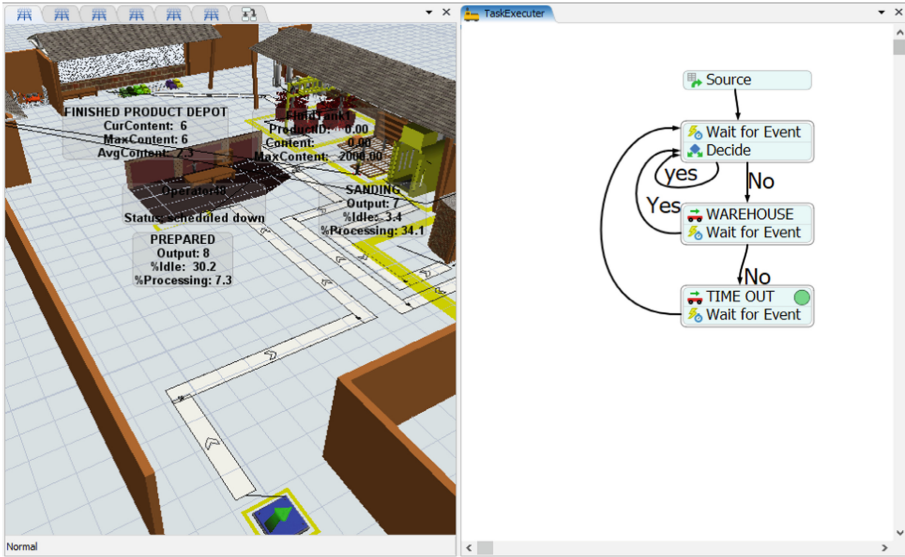 TaskExecuter
FINISHED PRODUCT DEPOT
CurContent: 6
MaxContent: 6
AvgContent: 7.3
FluidTank1
ProductID: 0.00
Content: 0.00
MaxContent: 2000.00
Operator48
Status: scheduled down
SANDING
Output: 7
%Idle: 3.4
%Processing: 34.1
PREPARED
Output: 8
%Idle: 30.2
%Processing: 7.3
Normal
Source
Wait for Event
Decide
yes
No
Yes
WAREHOUSE
Wait for Event
No
TIME OUT
Wait for Event